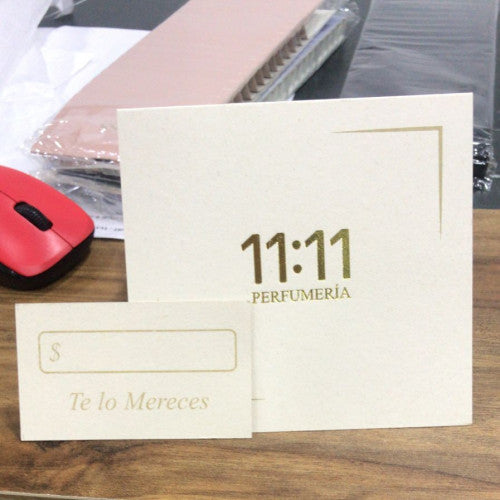 11:11
PERFUMERÍA
$
Te lo Mereces